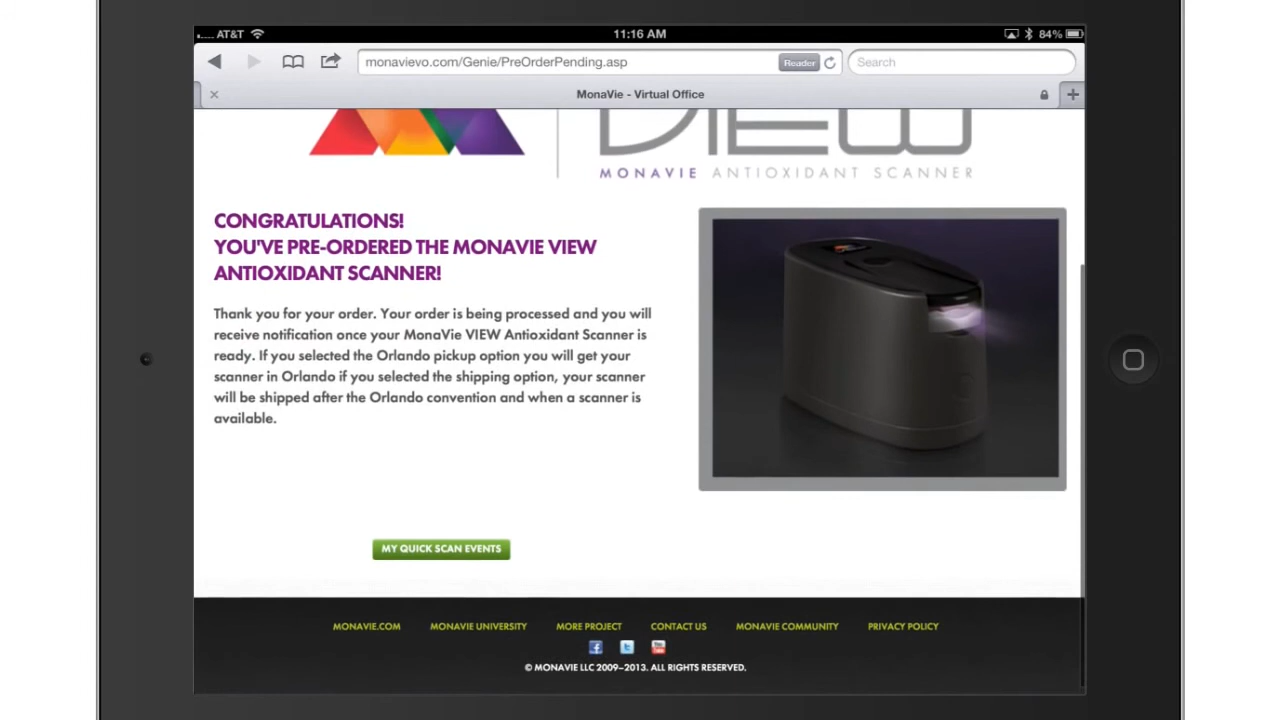 AT&T
11:16 AM
84%
monavievo.com/Genie/PreOrderPending.asp
Reader
Search
MonaVie - Virtual Office
VIEW
MONAVIE ANTIOXIDANT SCANNER
CONGRATULATIONS!
YOU'VE PRE-ORDERED THE MONAVIE VIEW
ANTIOXIDANT SCANNER!
Thank you for your order. Your order is being processed and you will
receive notification once your MonaVie VIEW Antioxidant Scanner is
ready. If you selected the Orlando pickup option you will get your
scanner in Orlando if you selected the shipping option, your scanner
will be shipped after the Orlando convention and when a scanner is
available.
MY QUICK SCAN EVENTS
MONAVIE.COM MONAVIE UNIVERSITY MORE PROJECT CONTACT US MONAVIE COMMUNITY PRIVACY POLICY
© MONAVIE LLC 2009–2013. ALL RIGHTS RESERVED.